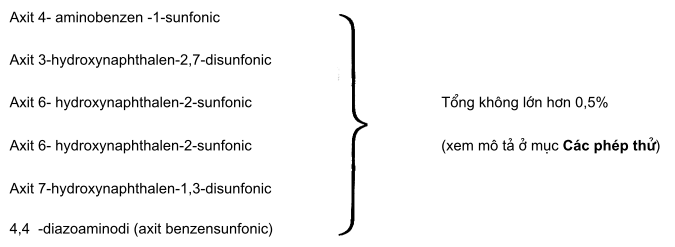 Axit 4- aminobenzen -1-sunfonic
Axit 3-hydroxynaphthalen-2,7-disunfonic
Axit 6- hydroxynaphthalen-2-sunfonic
Tổng không lớn hơn 0,5%
Axit 6- hydroxynaphthalen-2-sunfonic
(xem mô tả ở mục Các phép thử)
Axit 7-hydroxynaphthalen-1,3-disunfonic
4,4 -diazoaminodi (axit benzensunfonic)